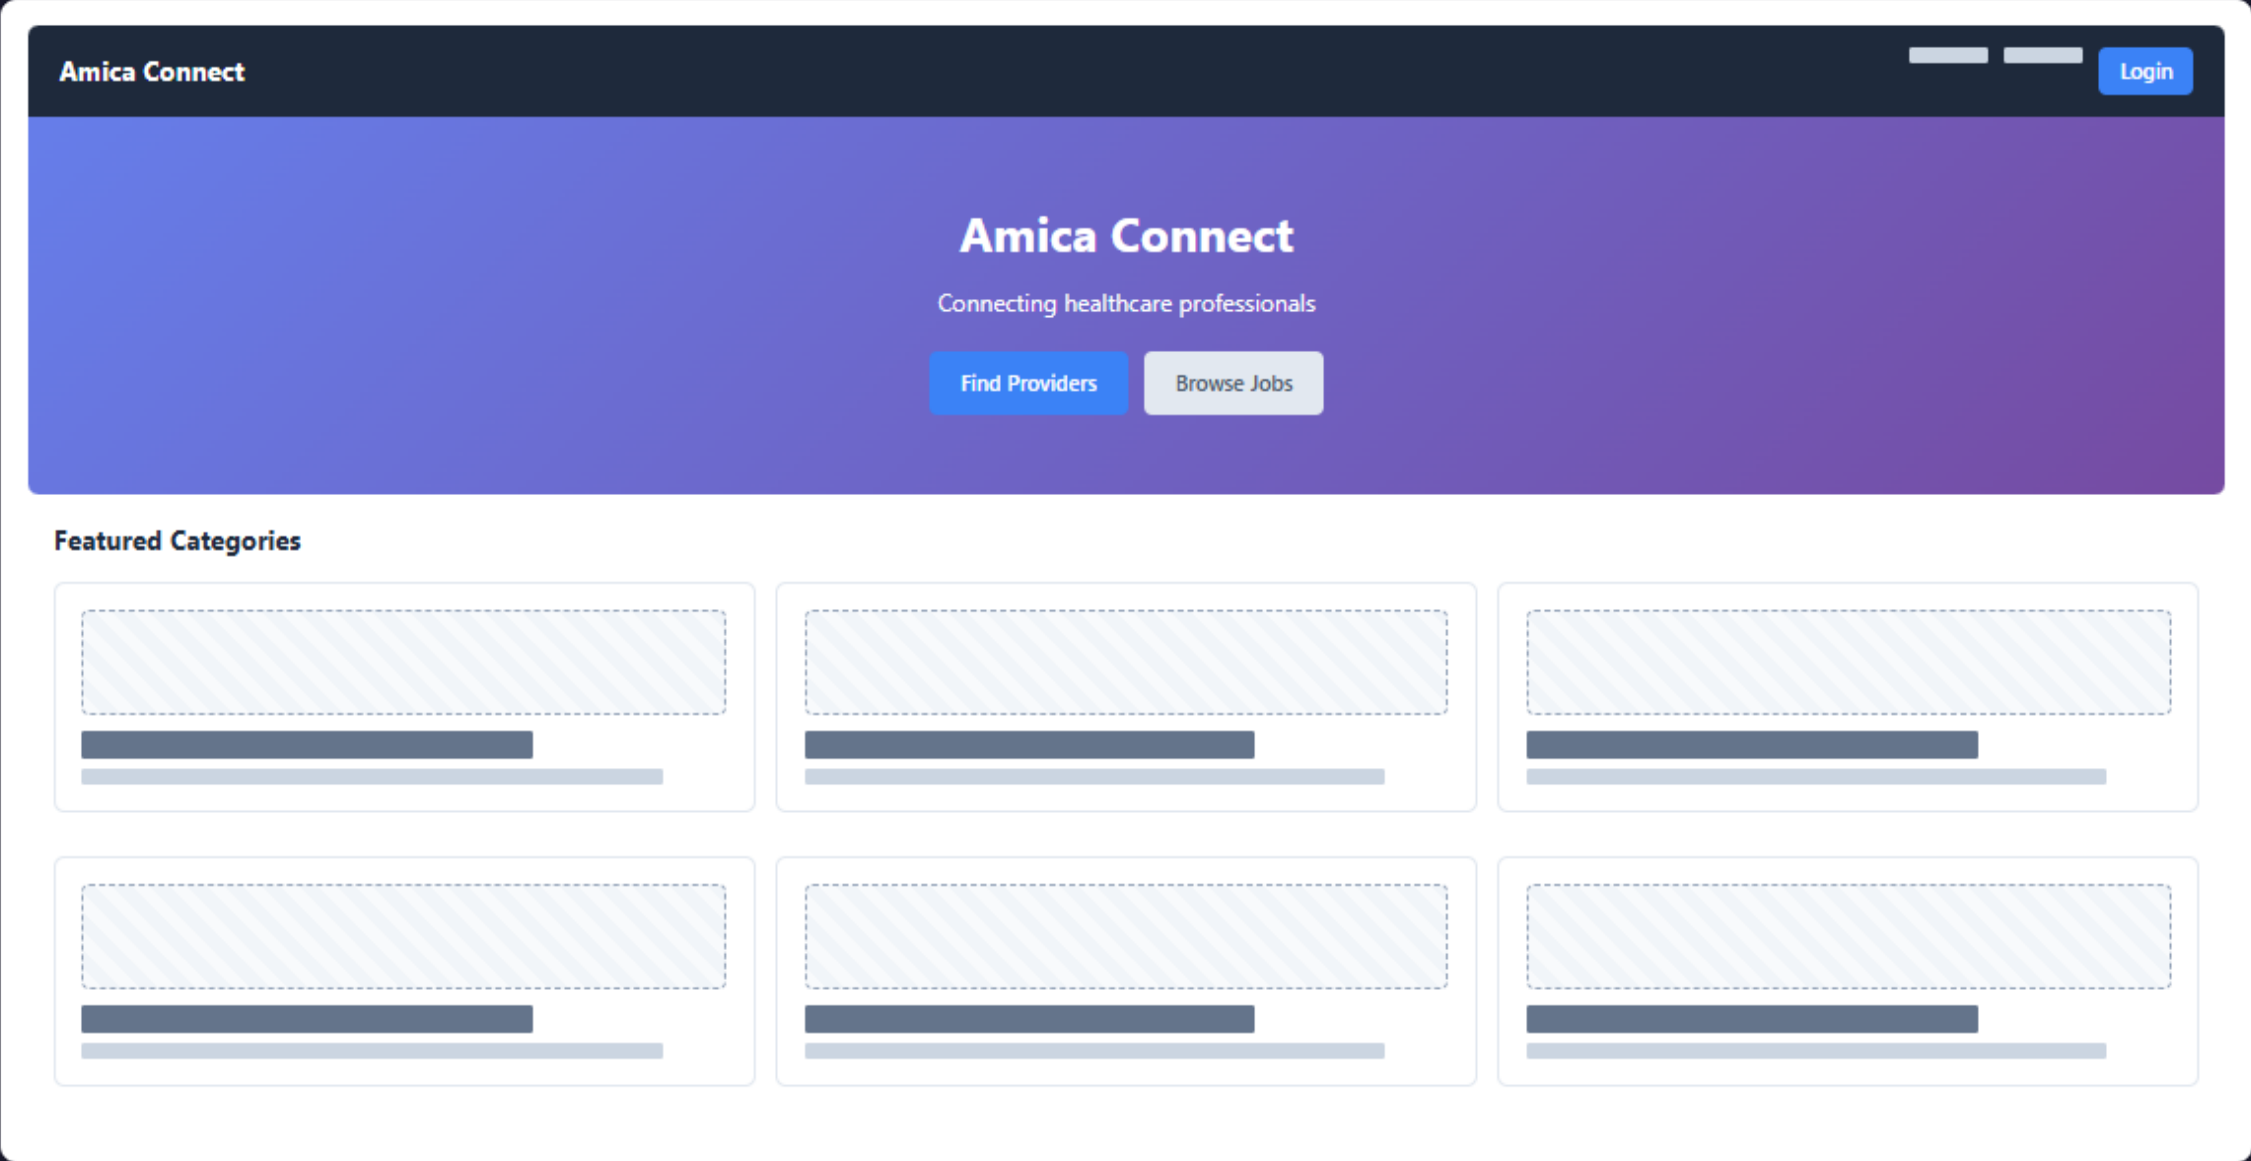 Amica Connect
Login
Amica Connect
Connecting healthcare professionals
Find Providers
Browse Jobs
Featured Categories